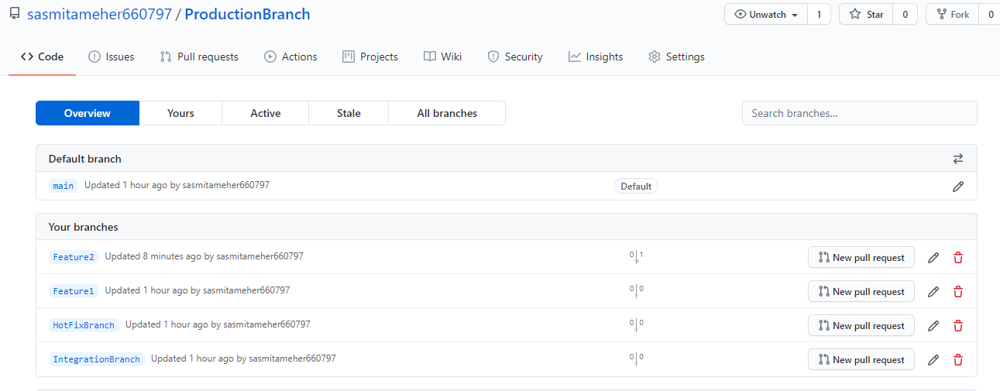 sasmitameher660797 / ProductionBranch
Unwatch 1 Star 0 Fork 0
Code Issues Pull requests Actions Projects Wiki Security Insights Settings
Overview Yours Active Stale All branches Search branches...
Default branch
main Updated 1 hour ago by sasmitameher660797 Default
Your branches
Feature2 Updated 8 minutes ago by sasmitameher660797 0 1 New pull request
Feature1 Updated 1 hour ago by sasmitameher660797 0 0 New pull request
HotFixBranch Updated 1 hour ago by sasmitameher660797 0 0 New pull request
IntegrationBranch Updated 1 hour ago by sasmitameher660797 0 0 New pull request